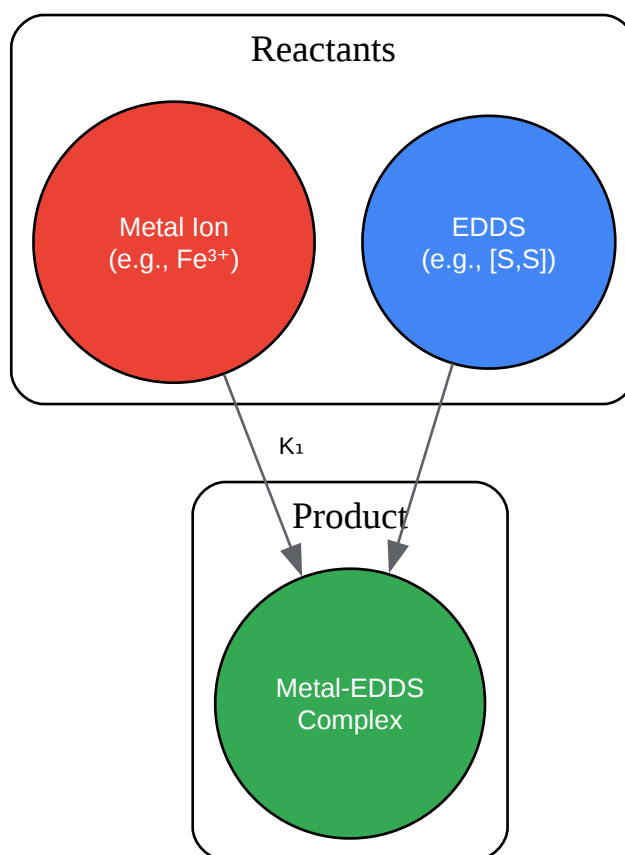 Reactants
Metal Ion
(e.g., Fe³⁺)
EDDS
(e.g., [S,S])
K₁
Product
Metal-EDDS
Complex